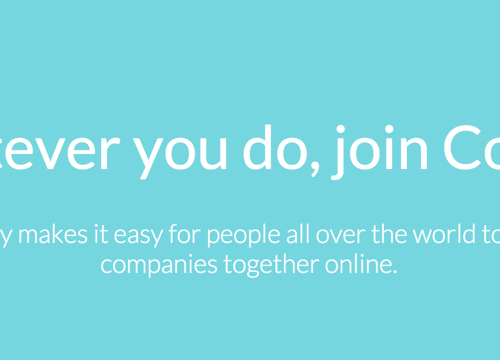 tever you do, join Co
y makes it easy for people all over the world to
companies together online.